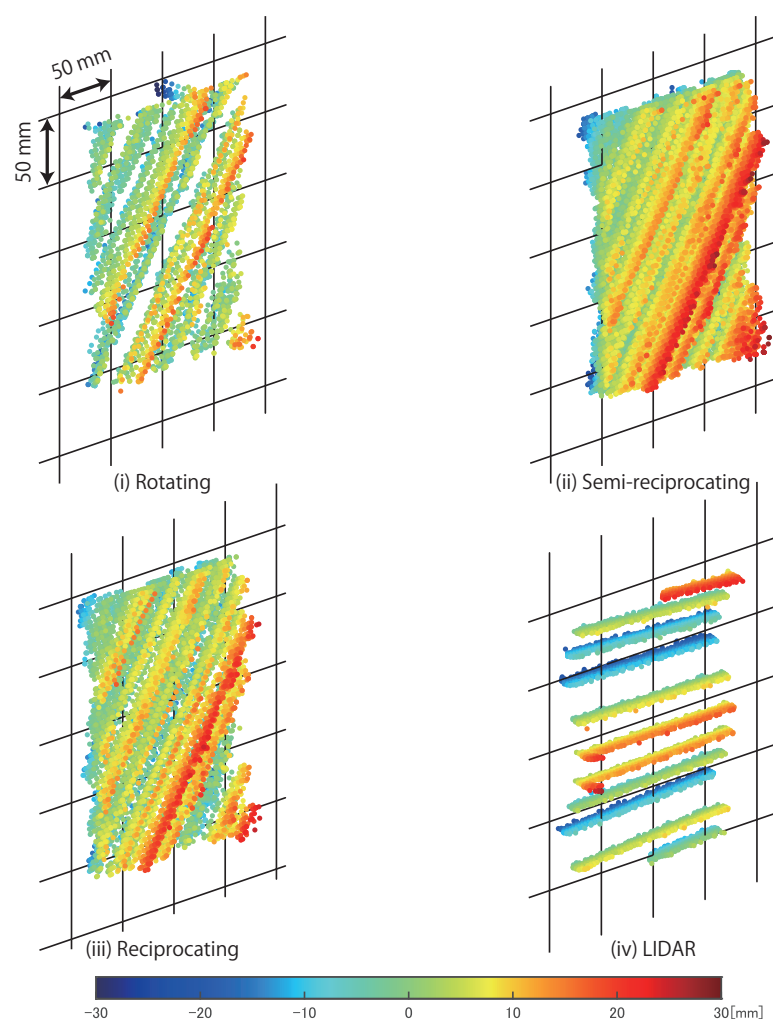 50 mm
50 mm
(i) Rotating
(ii) Semi-reciprocating
(iii) Reciprocating
(iv) LIDAR
−30 −20 −10 0 10 20 30[mm]